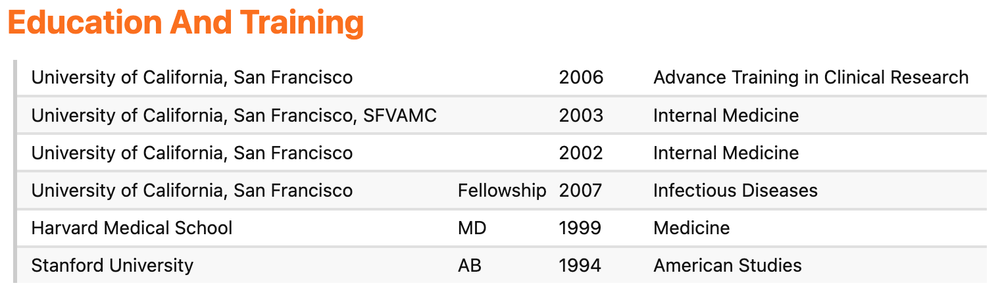 Education And Training
University of California, San Francisco 2006 Advance Training in Clinical Research
University of California, San Francisco, SFVAMC 2003 Internal Medicine
University of California, San Francisco 2002 Internal Medicine
University of California, San Francisco Fellowship 2007 Infectious Diseases
Harvard Medical School MD 1999 Medicine
Stanford University AB 1994 American Studies